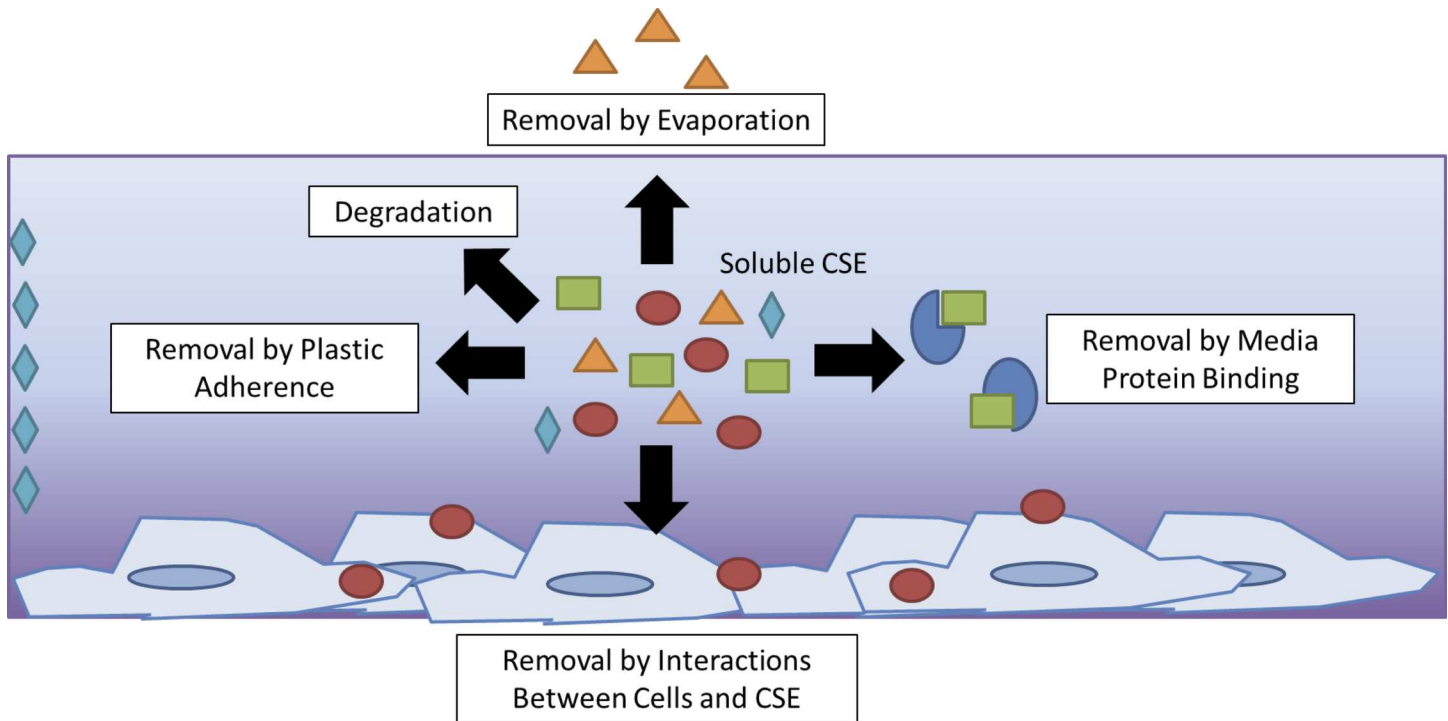 Removal by Evaporation
Degradation
Soluble CSE
Removal by Plastic
Adherence
Removal by Media
Protein Binding
Removal by Interactions
Between Cells and CSE